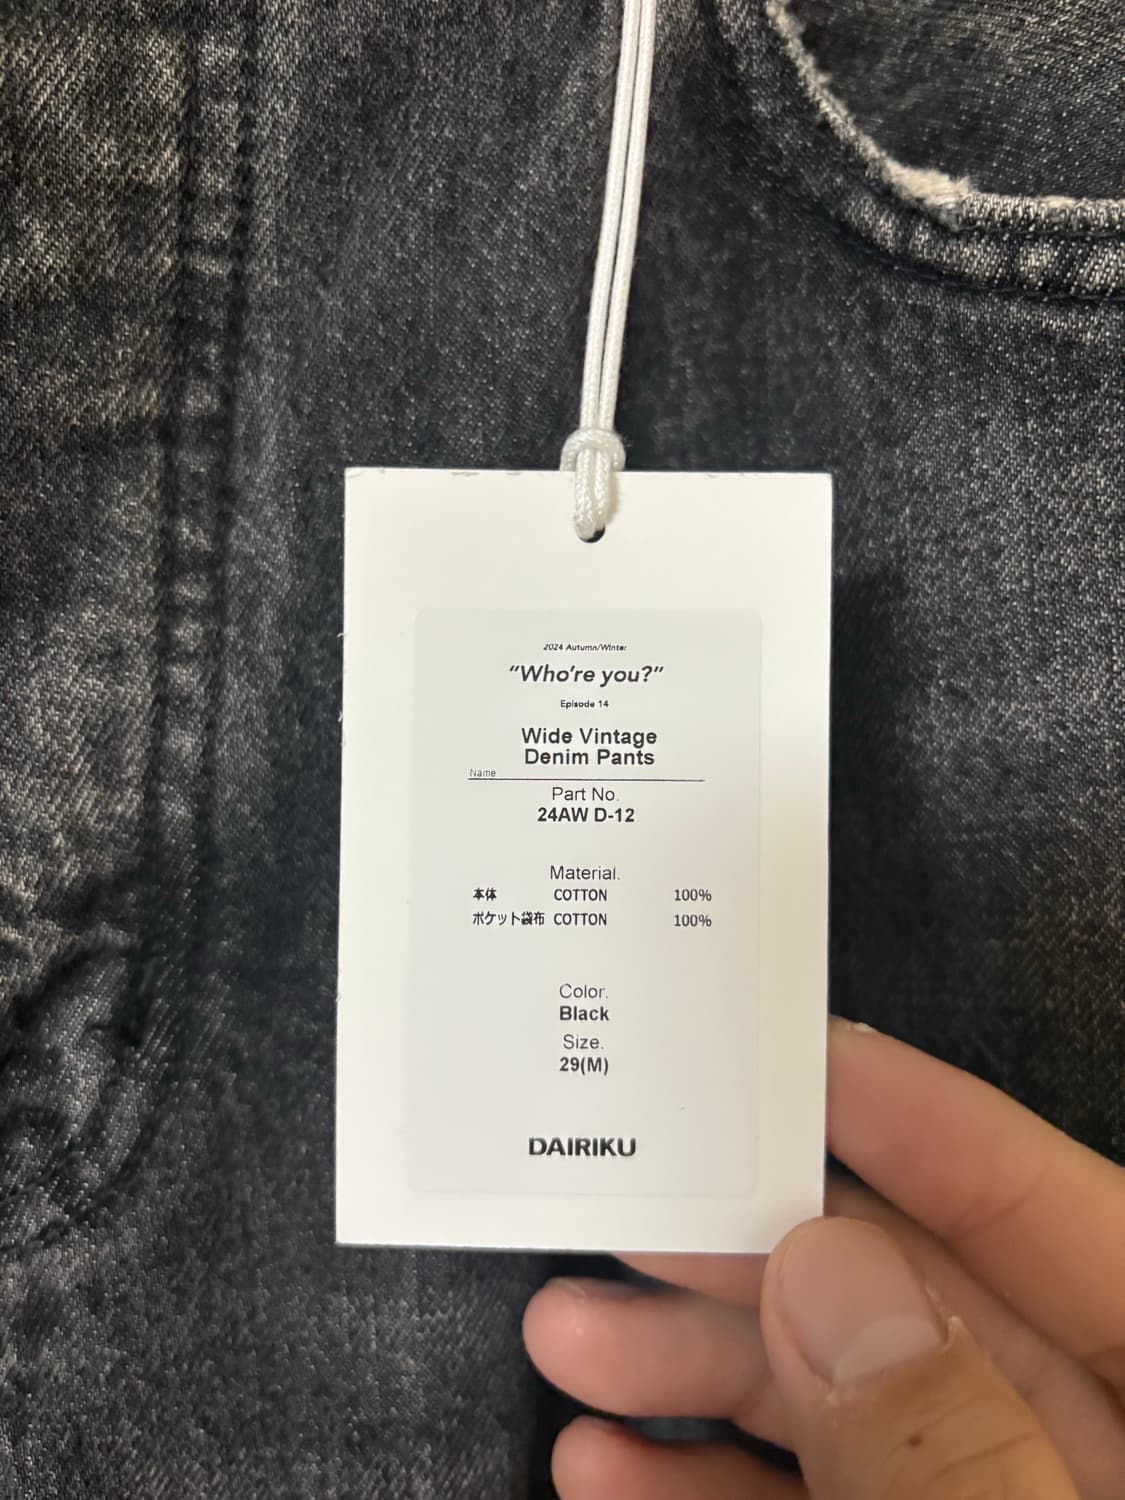 2024 Autumn/Winter
“Who're you?”
Episode 14
Wide Vintage
Denim Pants
Name
Part No.
24AW D-12
Material.
本体 COTTON 100%
ポケット袋布 COTTON 100%
Color.
Black
Size.
29(M)
DAIRIKU